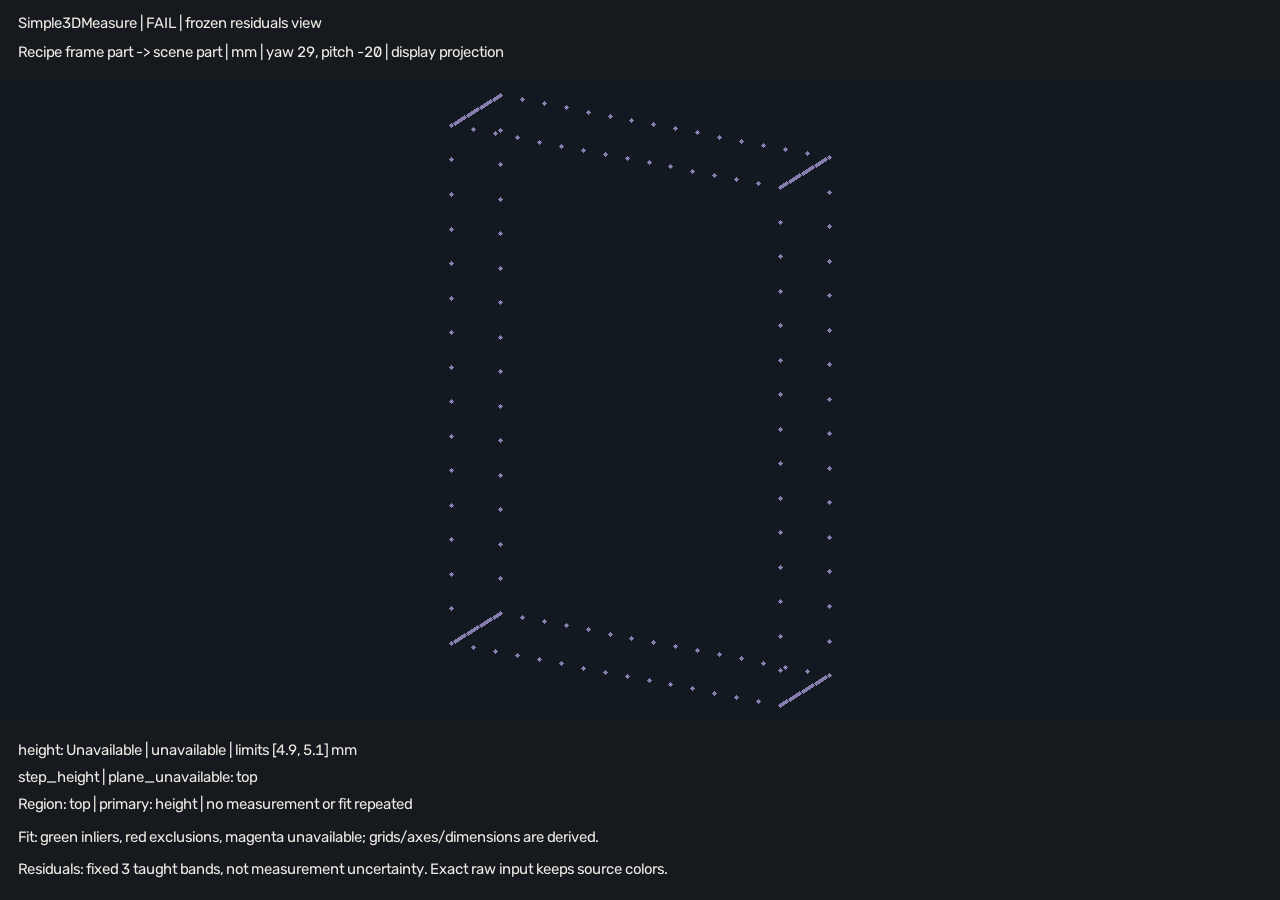 Simple3DMeasure | FAIL | frozen residuals view
Recipe frame part -> scene part | mm | yaw 29, pitch -20 | display projection
height: Unavailable | unavailable | limits [4.9, 5.1] mm
step_height | plane_unavailable: top
Region: top | primary: height | no measurement or fit repeated
Fit: green inliers, red exclusions, magenta unavailable; grids/axes/dimensions are derived.
Residuals: fixed 3 taught bands, not measurement uncertainty. Exact raw input keeps source colors.